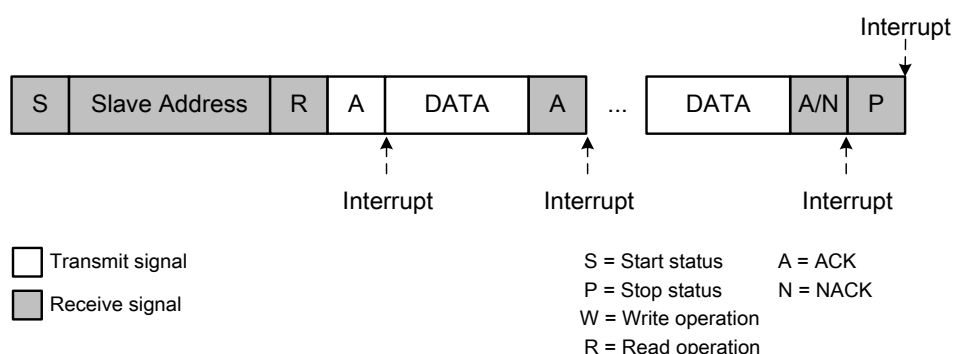 Interrupt
S Slave Address R A DATA A ... DATA A/N P
Interrupt Interrupt Interrupt
Transmit signal
Receive signal
S = Start status A = ACK
P = Stop status N = NACK
W = Write operation
R = Read operation